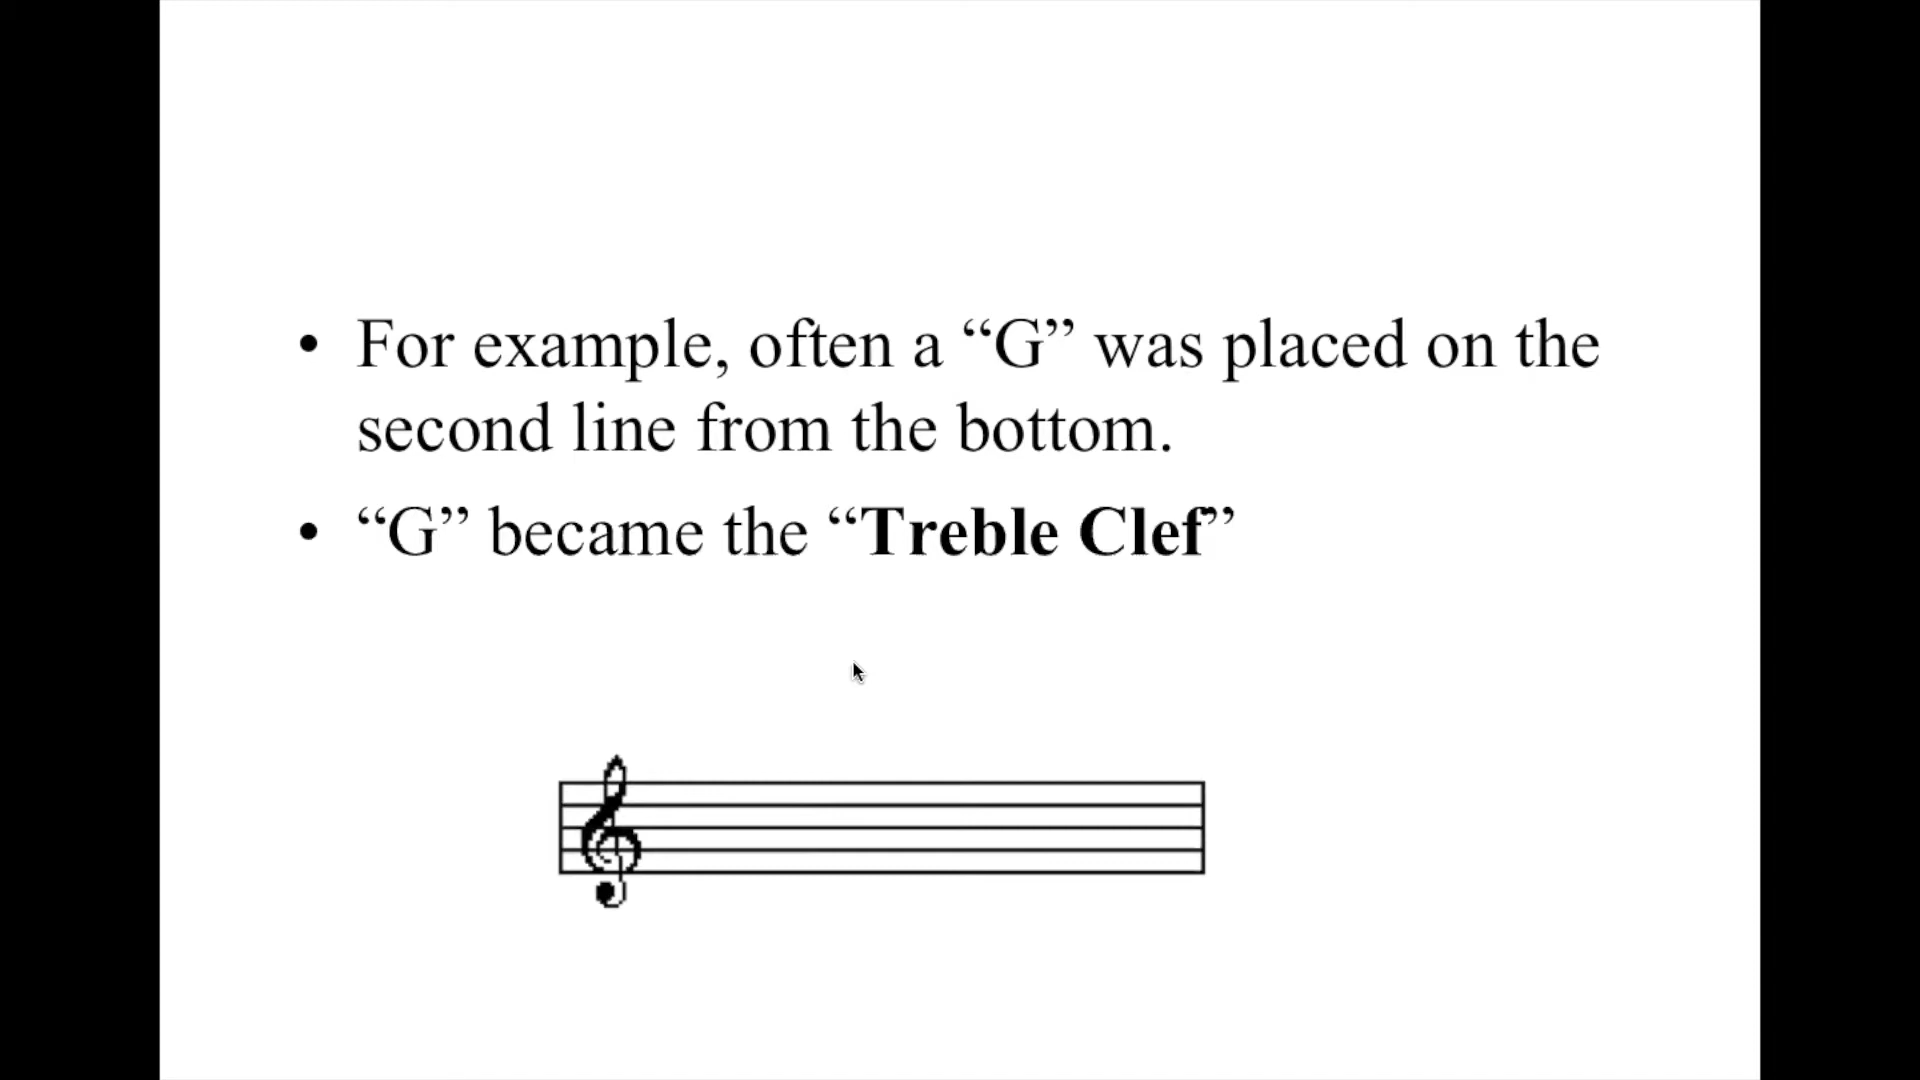 • For example, often a “G” was placed on the
second line from the bottom.
• “G” became the “Treble Clef”